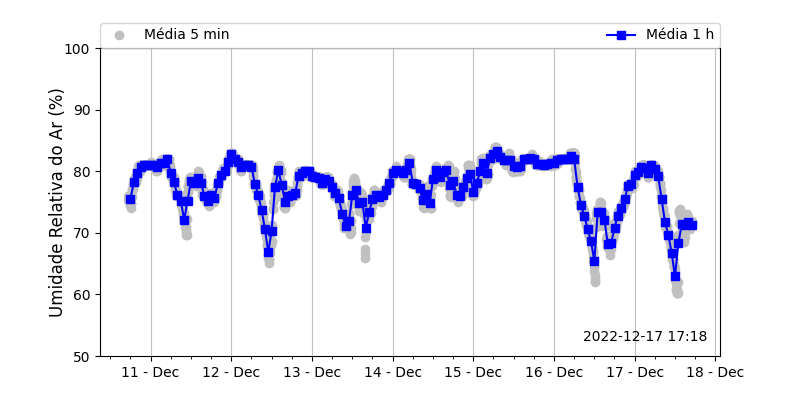 Média 5 min
Média 1 h
Umidade Relativa do Ar (%)
100
90
80
70
60
50
2022-12-17 17:18
11 - Dec
12 - Dec
13 - Dec
14 - Dec
15 - Dec
16 - Dec
17 - Dec
18 - Dec